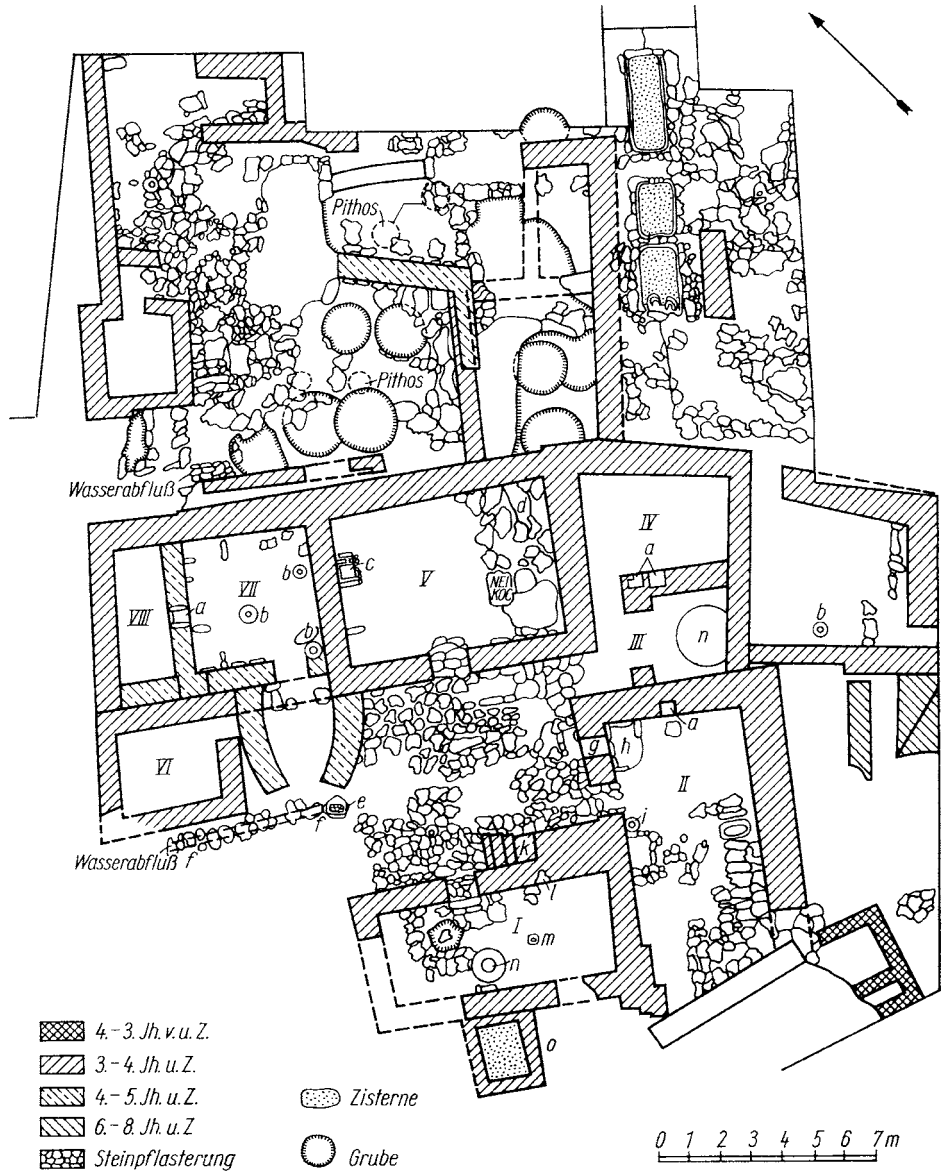 Pithos
Pithos
Wasserabfluß
IV
a
d
c
V
NEI
KOC
VII
b
b
b
a
VIII
III
n
b
VI
g
h
a
II
e
f
i
Wasserabfluß f
k
l
I
m
n
o
4.-3. Jh. v. u. Z.
3.-4. Jh. u. Z.
4.-5. Jh. u. Z.
6.-8. Jh. u. Z
Steinpflasterung
Zisterne
Grube
0 1 2 3 4 5 6 7m